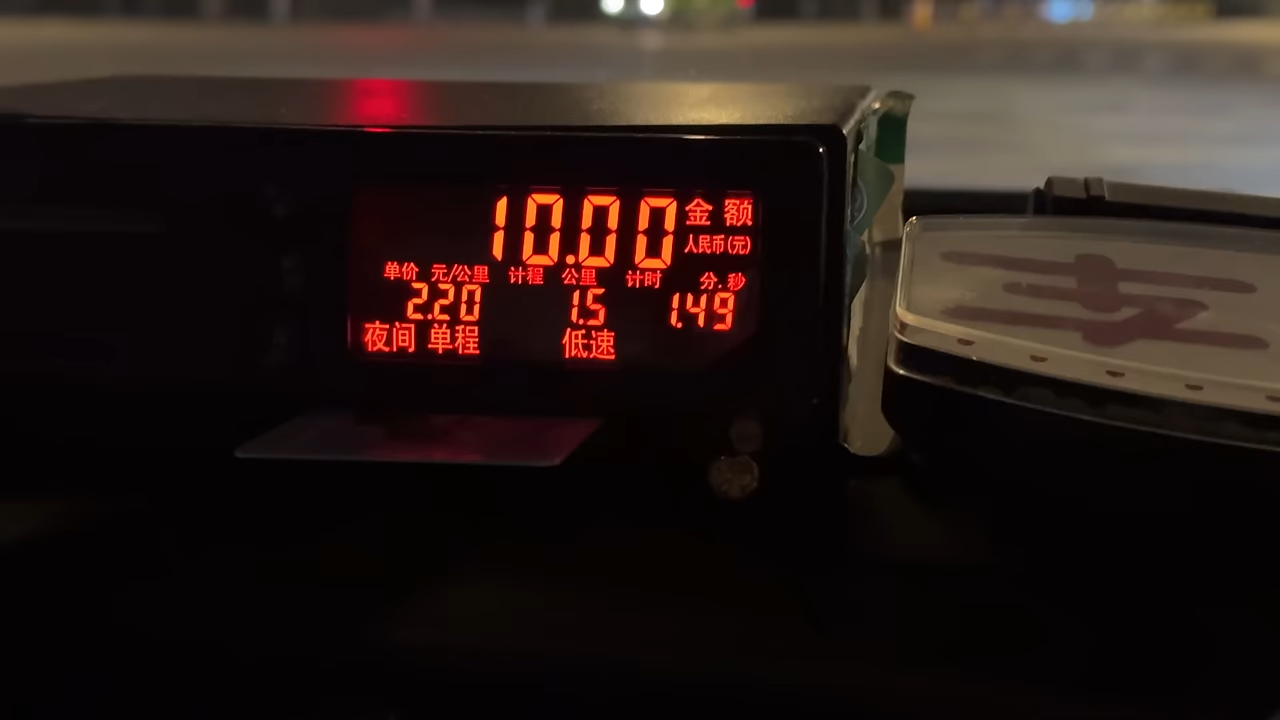 10.00 金额
人民币(元)
单价 元/公里 计程 公里 计时 分.秒
2.20 1.5 1.49
夜间 单程 低速